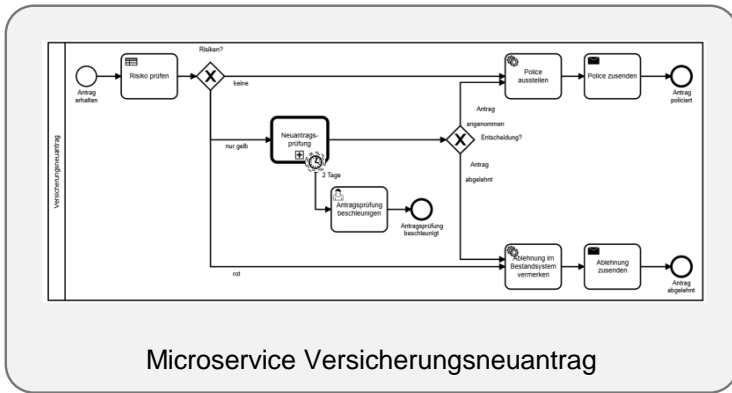 Versicherungsneuantrag
Antrag
erhalten
Risiko prüfen
Risiken?
keine
nur gelb
rot
Neuantrags-
prüfung
2 Tage
Antragsprüfung
beschleunigen
Antragsprüfung
beschleunigt
Antrag
angenommen
Entscheidung?
Antrag
abgelehnt
Police
ausstellen
Police zusenden
Antrag
policiert
Ablehnung im
Bestandsystem
vermerken
Ablehnung
zusenden
Antrag
abgelehnt
Microservice Versicherungsneuantrag